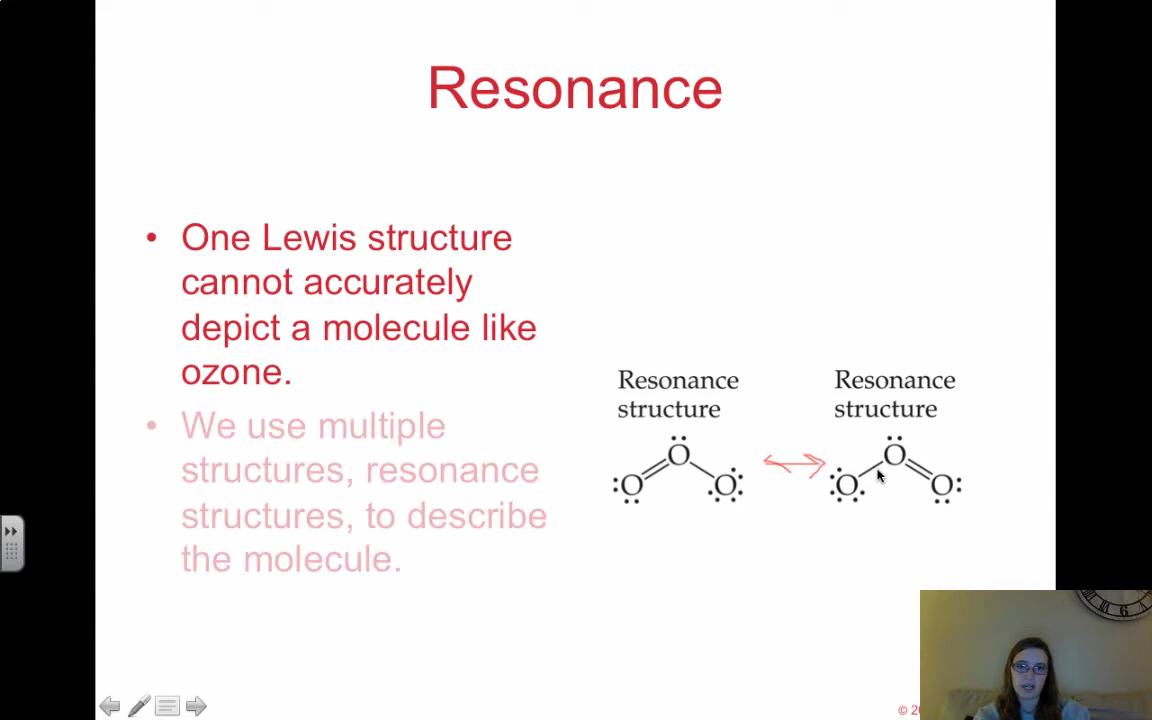 Resonance
• One Lewis structure
cannot accurately
depict a molecule like
ozone.
• We use multiple
structures, resonance
structures, to describe
the molecule.
Resonance
structure
Resonance
structure
O
O
O
O
O
O
6
©